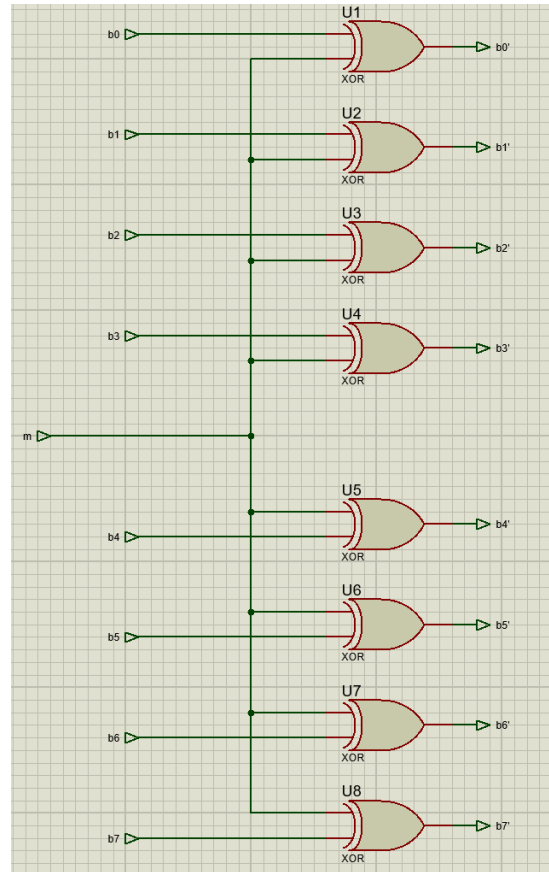 U1
b0
b0'
XOR
U2
b1
b1'
XOR
U3
b2
b2'
XOR
U4
b3
b3'
XOR
m
U5
b4
b4'
XOR
U6
b5
b5'
XOR
U7
b6
b6'
XOR
U8
b7
b7'
XOR